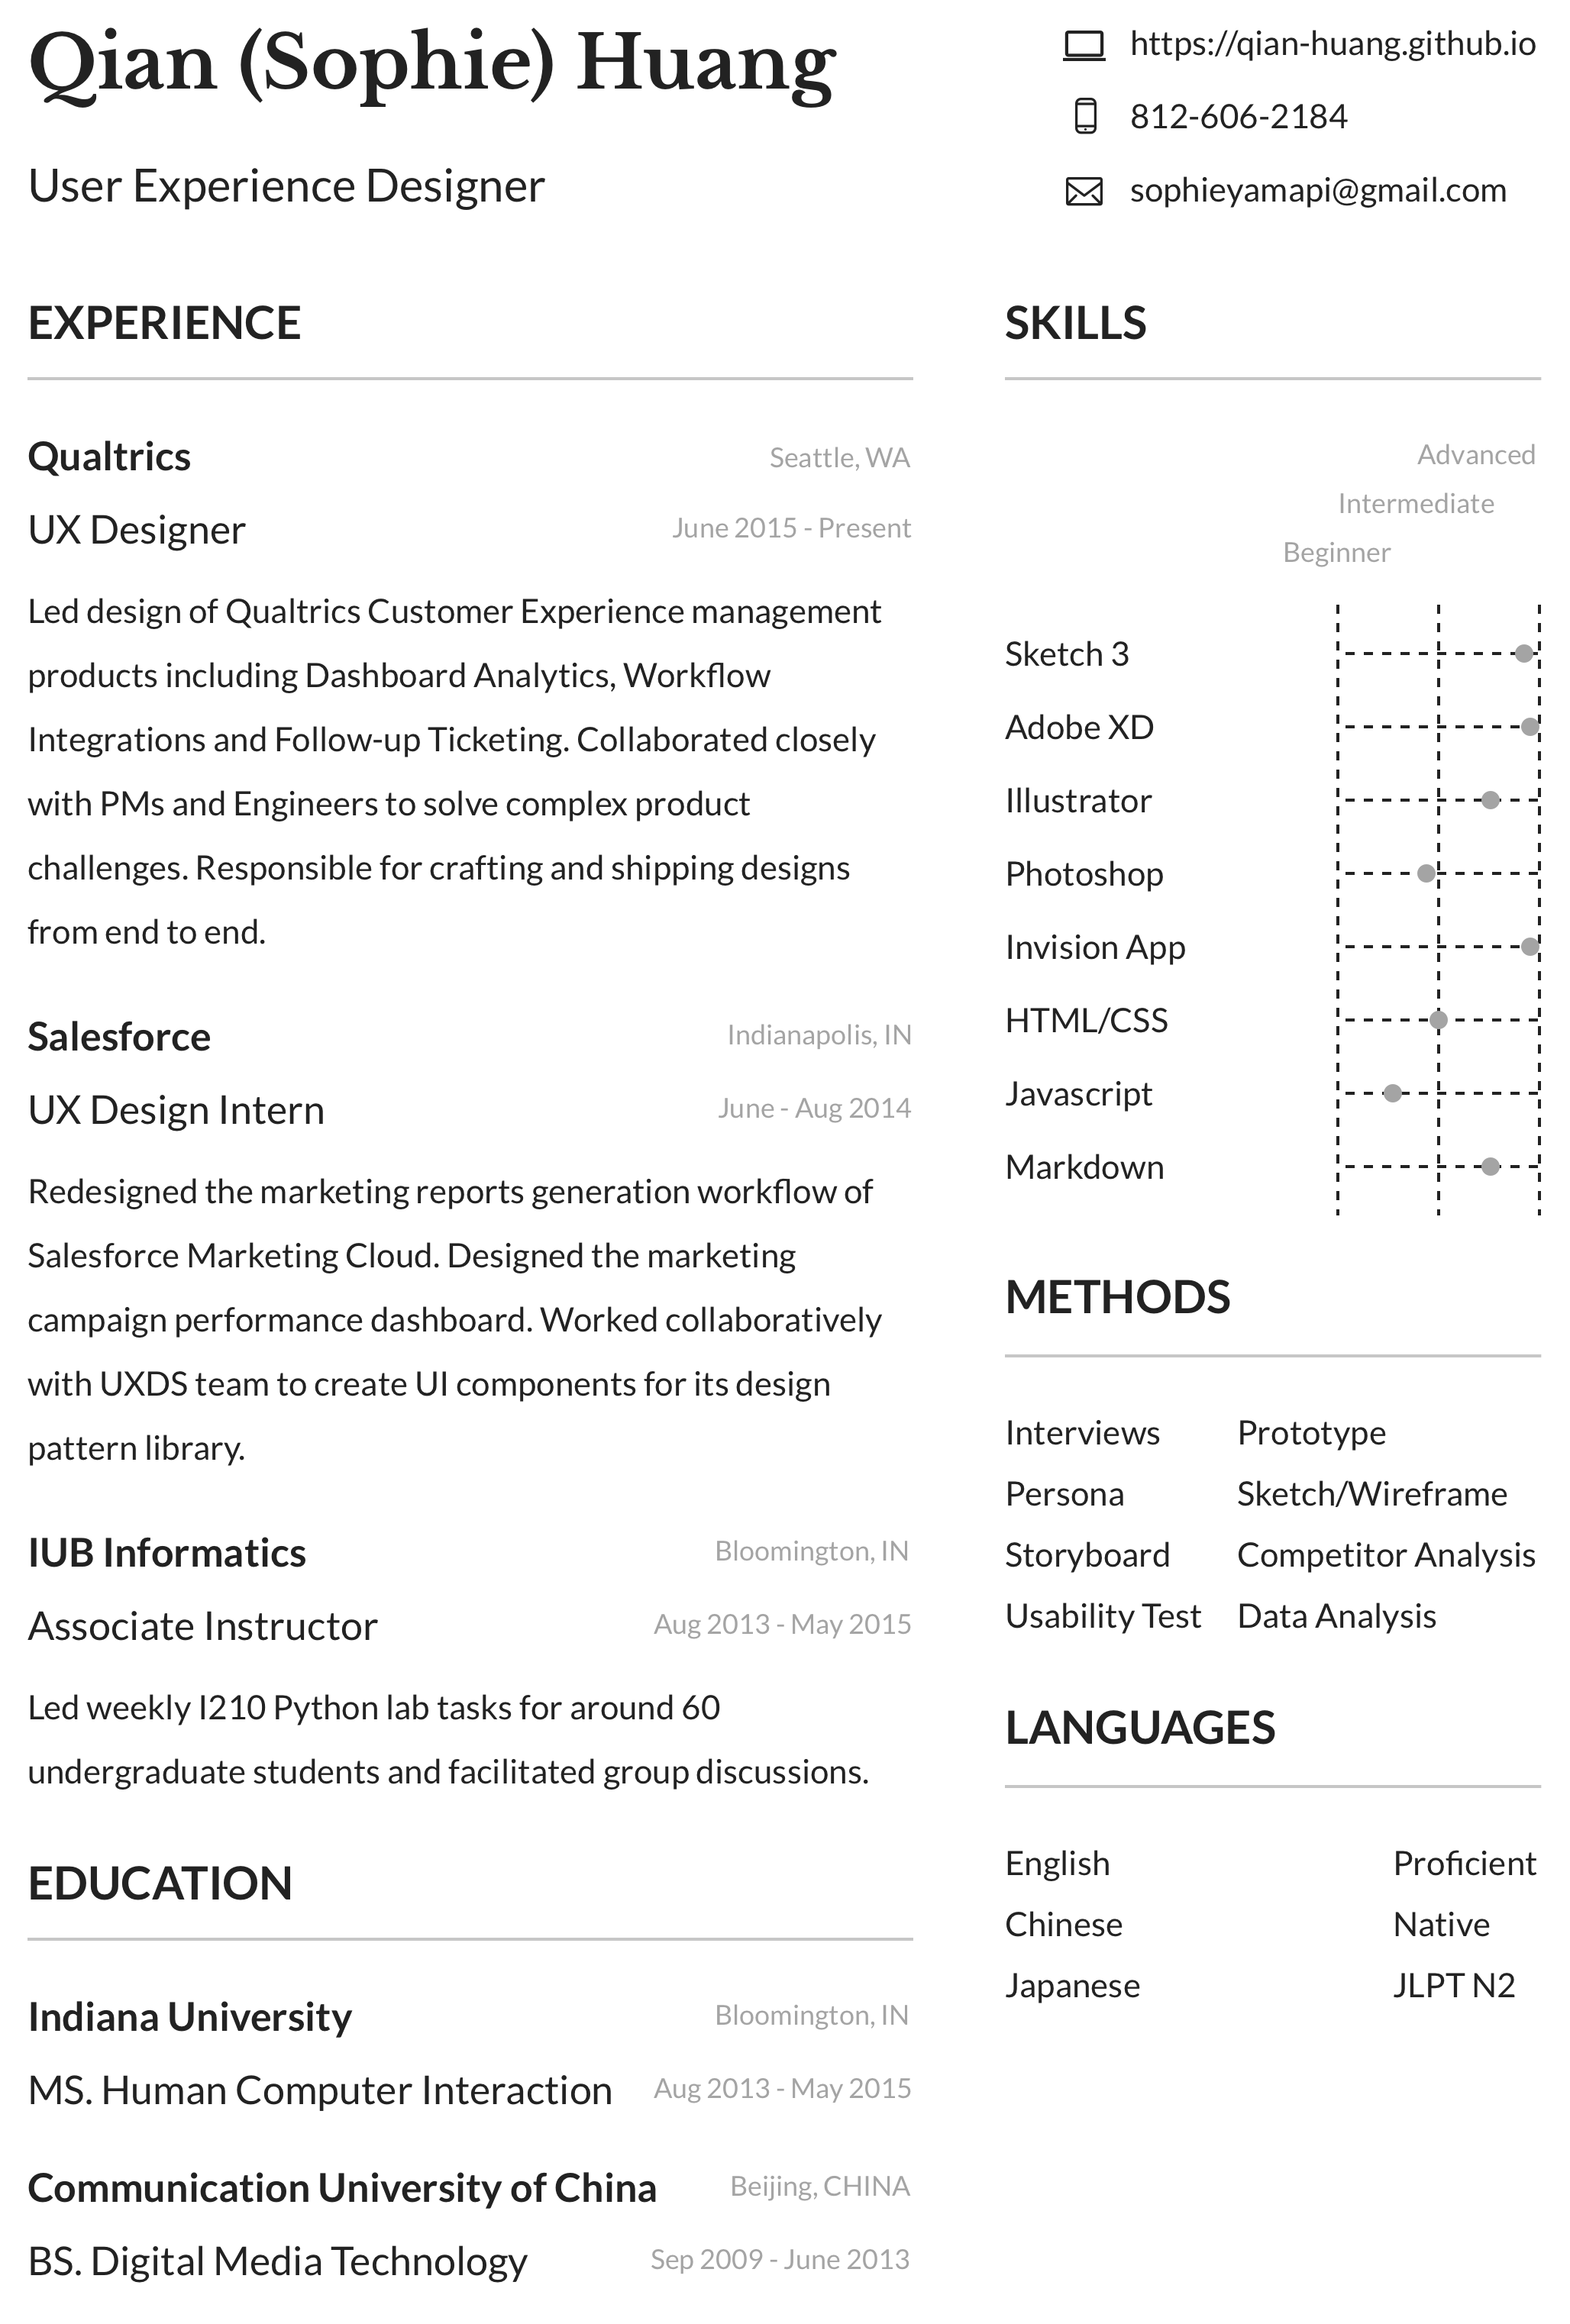 Qian (Sophie) Huang
User Experience Designer
https://qian-huang.github.io
812-606-2184
sophieyamapi@gmail.com
EXPERIENCE
Qualtrics
Seattle, WA
UX Designer
June 2015 - Present
Led design of Qualtrics Customer Experience management
products including Dashboard Analytics, Workflow
Integrations and Follow-up Ticketing. Collaborated closely
with PMs and Engineers to solve complex product
challenges. Responsible for crafting and shipping designs
from end to end.
Salesforce
Indianapolis, IN
UX Design Intern
June - Aug 2014
Redesigned the marketing reports generation workflow of
Salesforce Marketing Cloud. Designed the marketing
campaign performance dashboard. Worked collaboratively
with UXDS team to create UI components for its design
pattern library.
IUB Informatics
Bloomington, IN
Associate Instructor
Aug 2013 - May 2015
Led weekly I210 Python lab tasks for around 60
undergraduate students and facilitated group discussions.
EDUCATION
Indiana University
Bloomington, IN
MS. Human Computer Interaction
Aug 2013 - May 2015
Communication University of China
Beijing, CHINA
BS. Digital Media Technology
Sep 2009 - June 2013
SKILLS
Advanced
Intermediate
Beginner
Sketch 3
Adobe XD
Illustrator
Photoshop
Invision App
HTML/CSS
Javascript
Markdown
METHODS
Interviews Prototype
Persona Sketch/Wireframe
Storyboard Competitor Analysis
Usability Test Data Analysis
LANGUAGES
English Proficient
Chinese Native
Japanese JLPT N2